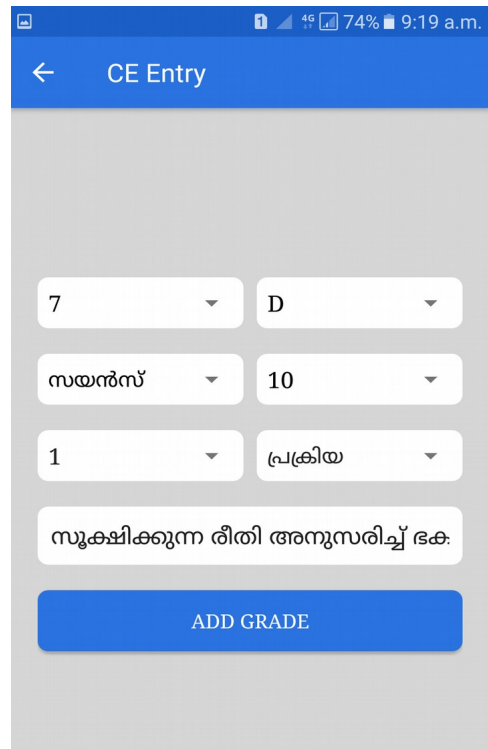 1 4G 74% 9:19 a.m.
CE Entry
7 D
സയൻസ് 10
1 പ്രക്രിയ
സൂക്ഷിക്കുന്ന രീതി അനുസരിച്ച്
ADD GRADE